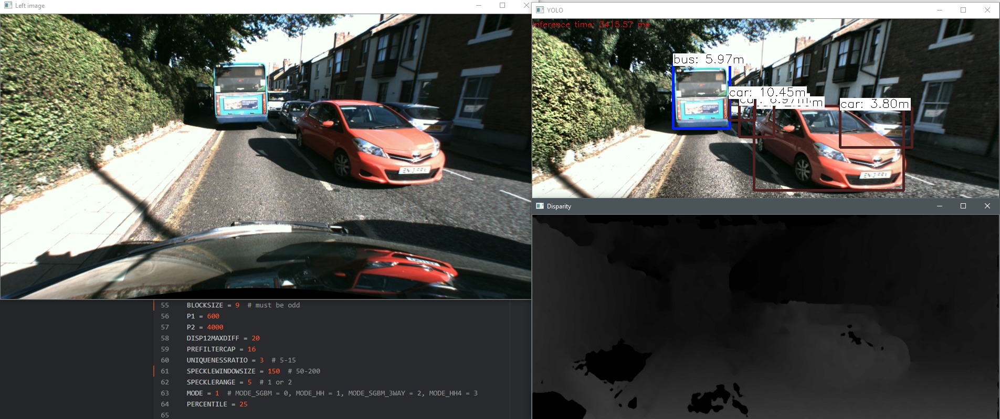 Left image
YOLO
Inference time: 3415.57 ms
bus: 5.97m
car: 10.45m
car: 3.80m
Disparity
55 BLOCKSIZE = 9 # must be odd
56 P1 = 600
57 P2 = 4000
58 DISP12MAXDIFF = 20
59 PREFILTERCAP = 16
60 UNIQUENESSRATIO = 3 # 5-15
61 SPECKLEWINDOWSIZE = 150 # 50-200
62 SPECKLERANGE = 5 # 1 or 2
63 MODE = 1 # MODE_SGBM = 0, MODE_HH = 1, MODE_SGBM_3WAY = 2, MODE_HH4 = 3
64 PERCENTILE = 25
65